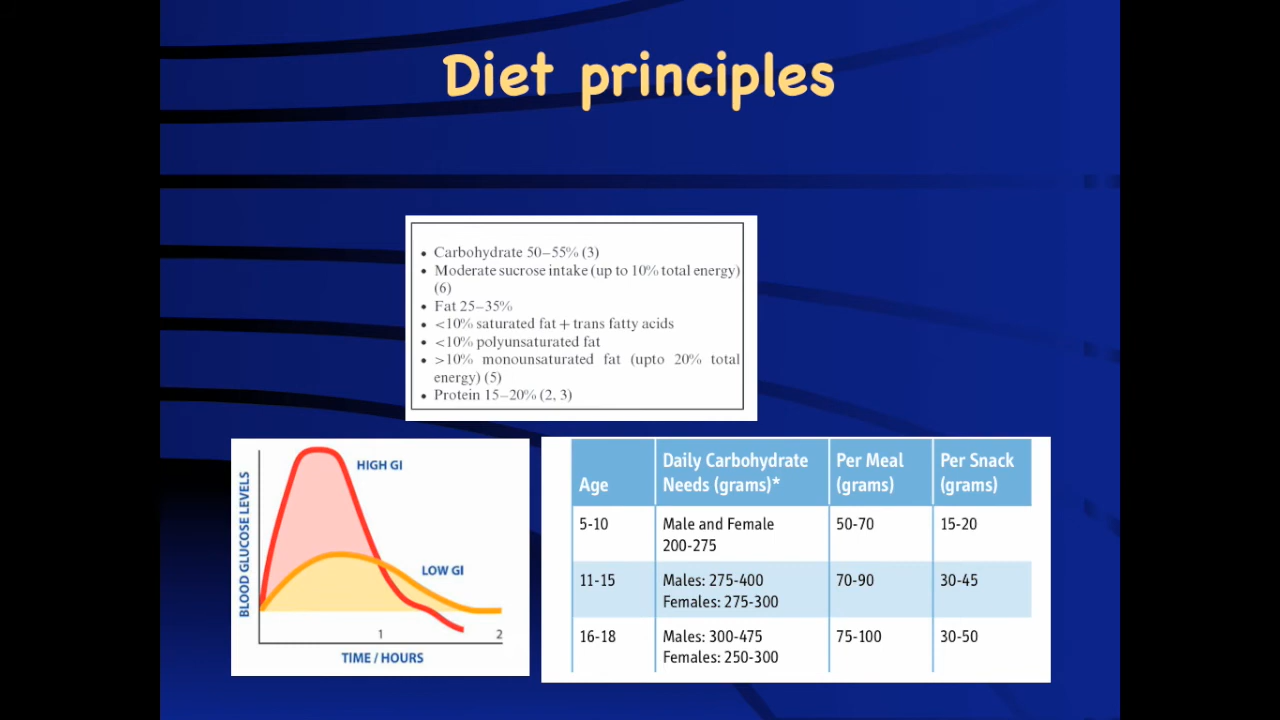 Diet principles
• Carbohydrate 50–55% (3)
• Moderate sucrose intake (up to 10% total energy)
(6)
• Fat 25–35%
• <10% saturated fat + trans fatty acids
• <10% polyunsaturated fat
• >10% monounsaturated fat (upto 20% total
energy) (5)
• Protein 15–20% (2, 3)
BLOOD GLUCOSE LEVELS
HIGH GI
LOW GI
1 2
TIME / HOURS
Age Daily Carbohydrate Needs (grams)* Per Meal (grams) Per Snack (grams)
5-10 Male and Female 50-70 15-20
200-275
11-15 Males: 275-400 70-90 30-45
Females: 275-300
16-18 Males: 300-475 75-100 30-50
Females: 250-300